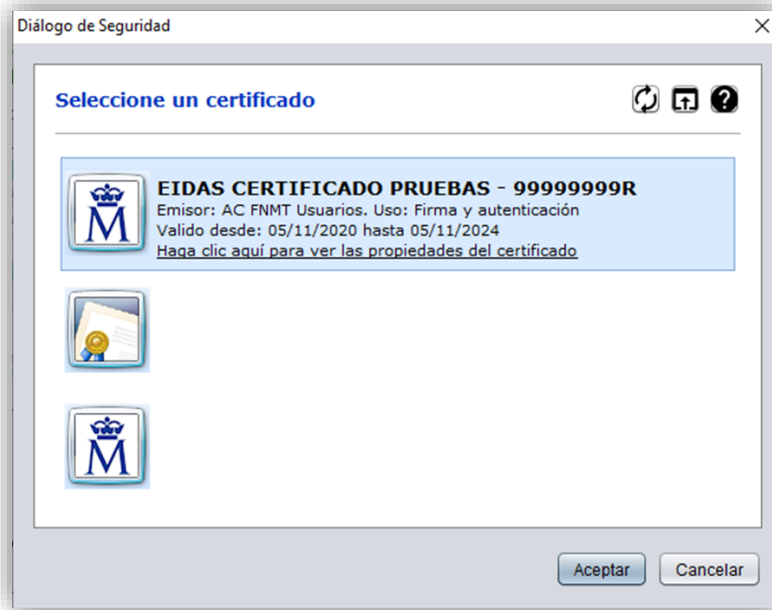 Diálogo de Seguridad
Seleccione un certificado
EIDAS CERTIFICADO PRUEBAS - 99999999R
Emisor: AC FNMT Usuarios. Uso: Firma y autenticación
Valido desde: 05/11/2020 hasta 05/11/2024
Haga clic aquí para ver las propiedades del certificado
M
M
Aceptar
Cancelar